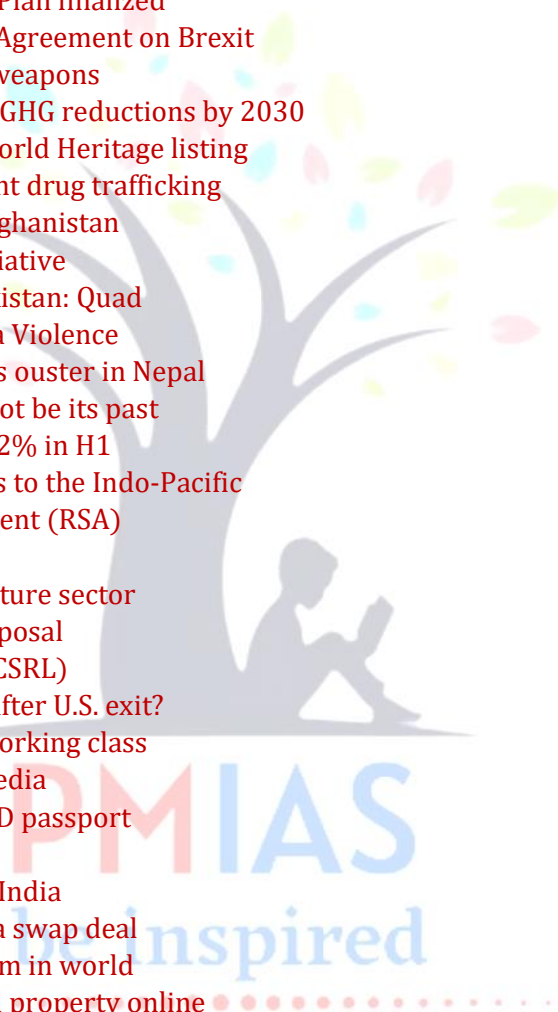 Plan finalized
Agreement on Brexit
weapons
GHG reductions by 2030
orld Heritage listing
nt drug trafficking
ghanistan
iative
istan: Quad
a Violence
s ouster in Nepal
ot be its past
2% in H1
s to the Indo-Pacific
ent (RSA)
ture sector
posal
CSRL)
after U.S. exit?
orking class
edia
D passport
India
a swap deal
m in world
property online
PMIAS
be inspired